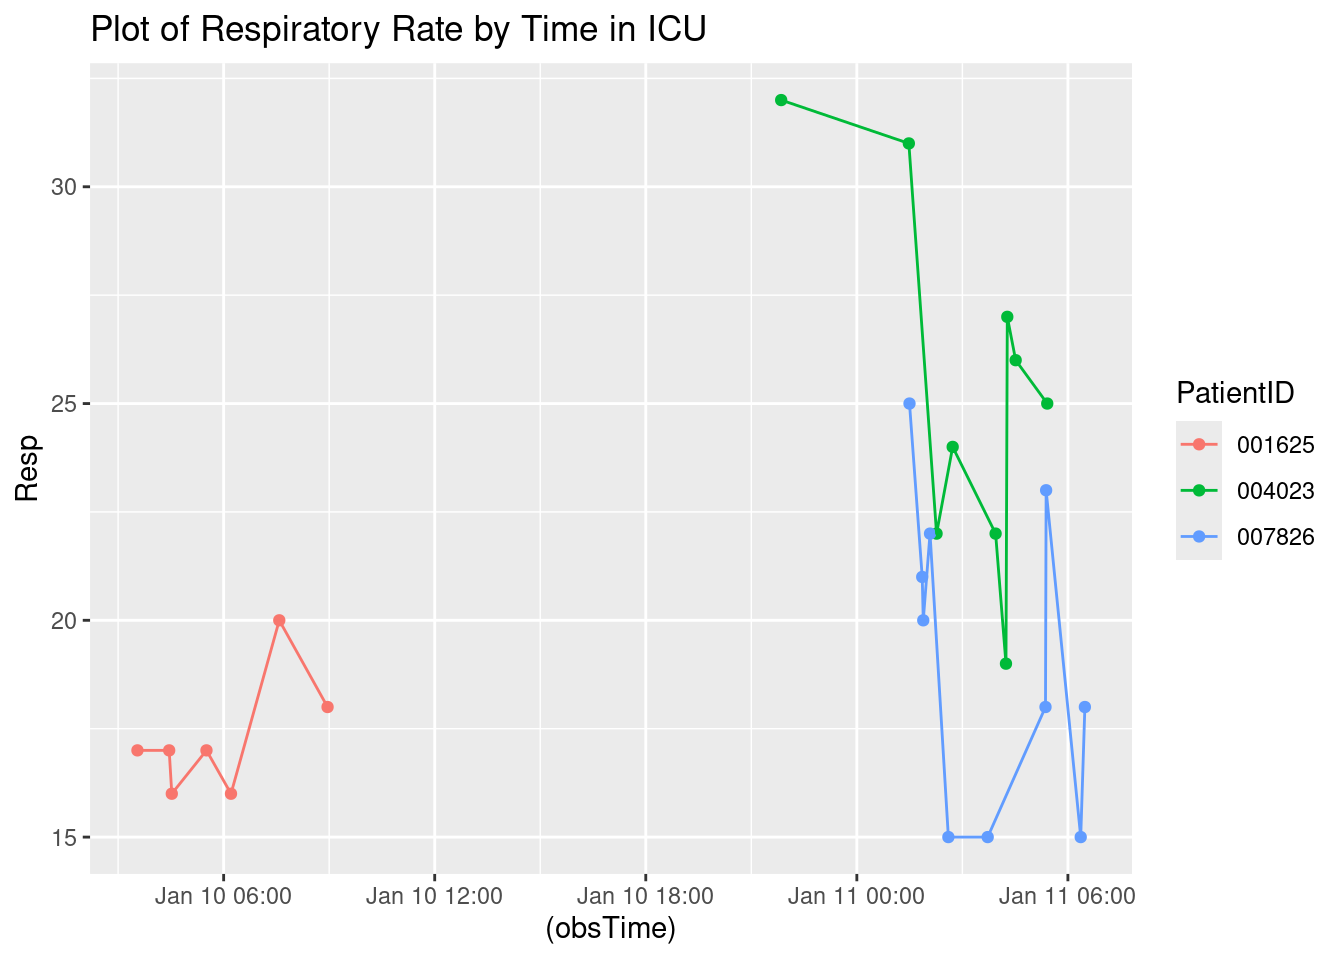 Plot of Respiratory Rate by Time in ICU
Resp
30
25
20
15
Jan 10 06:00 Jan 10 12:00 Jan 10 18:00 Jan 11 00:00 Jan 11 06:00
(obsTime)
PatientID
001625
004023
007826